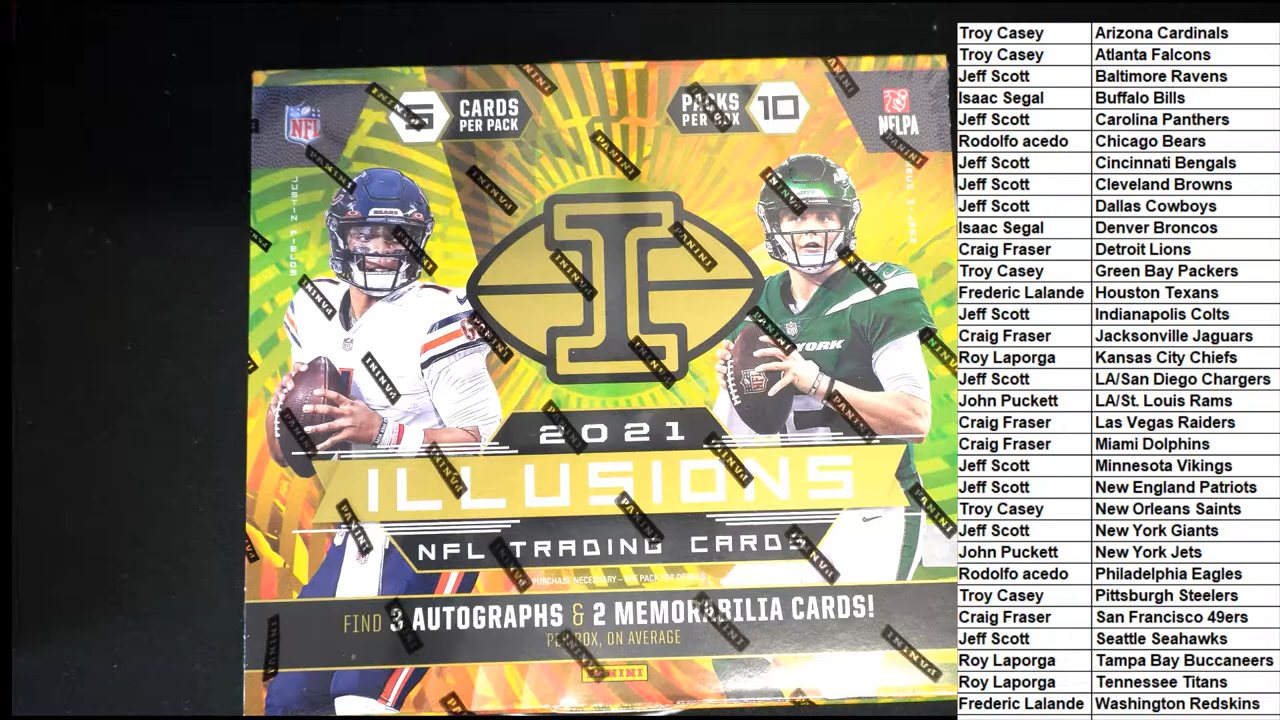 NFL
6 CARDS PER PACK
PACKS PER BOX 10
NFLPA
JUSTIN FIELDS
BEARS
YORK
2021
ILLUSIONS
NFL TRADING CARDS
FIND 3 AUTOGRAPHS & 2 MEMORABILIA CARDS!
PER BOX, ON AVERAGE
PANINI
Troy Casey Arizona Cardinals
Troy Casey Atlanta Falcons
Jeff Scott Baltimore Ravens
Isaac Segal Buffalo Bills
Jeff Scott Carolina Panthers
Rodolfo acedo Chicago Bears
Jeff Scott Cincinnati Bengals
Jeff Scott Cleveland Browns
Jeff Scott Dallas Cowboys
Isaac Segal Denver Broncos
Craig Fraser Detroit Lions
Troy Casey Green Bay Packers
Frederic Lalande Houston Texans
Jeff Scott Indianapolis Colts
Craig Fraser Jacksonville Jaguars
Roy Laporga Kansas City Chiefs
Jeff Scott LA/San Diego Chargers
John Puckett LA/St. Louis Rams
Craig Fraser Las Vegas Raiders
Craig Fraser Miami Dolphins
Jeff Scott Minnesota Vikings
Jeff Scott New England Patriots
Troy Casey New Orleans Saints
Jeff Scott New York Giants
John Puckett New York Jets
Rodolfo acedo Philadelphia Eagles
Troy Casey Pittsburgh Steelers
Craig Fraser San Francisco 49ers
Jeff Scott Seattle Seahawks
Roy Laporga Tampa Bay Buccaneers
Roy Laporga Tennessee Titans
Frederic Lalande Washington Redskins